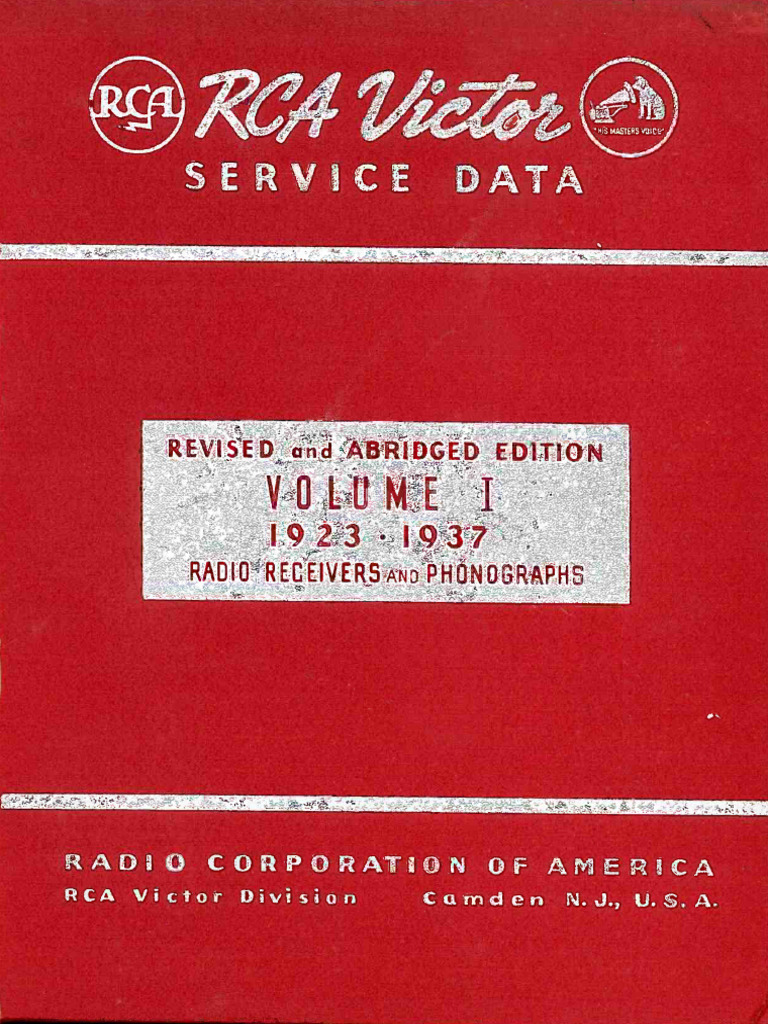 RCA RCA Victor "HIS MASTERS VOICE"
SERVICE DATA
REVISED and ABRIDGED EDITION
VOLUME I
1923 · 1937
RADIO RECEIVERS AND PHONOGRAPHS
RADIO CORPORATION OF AMERICA
RCA Victor Division Camden N.J., U.S.A.